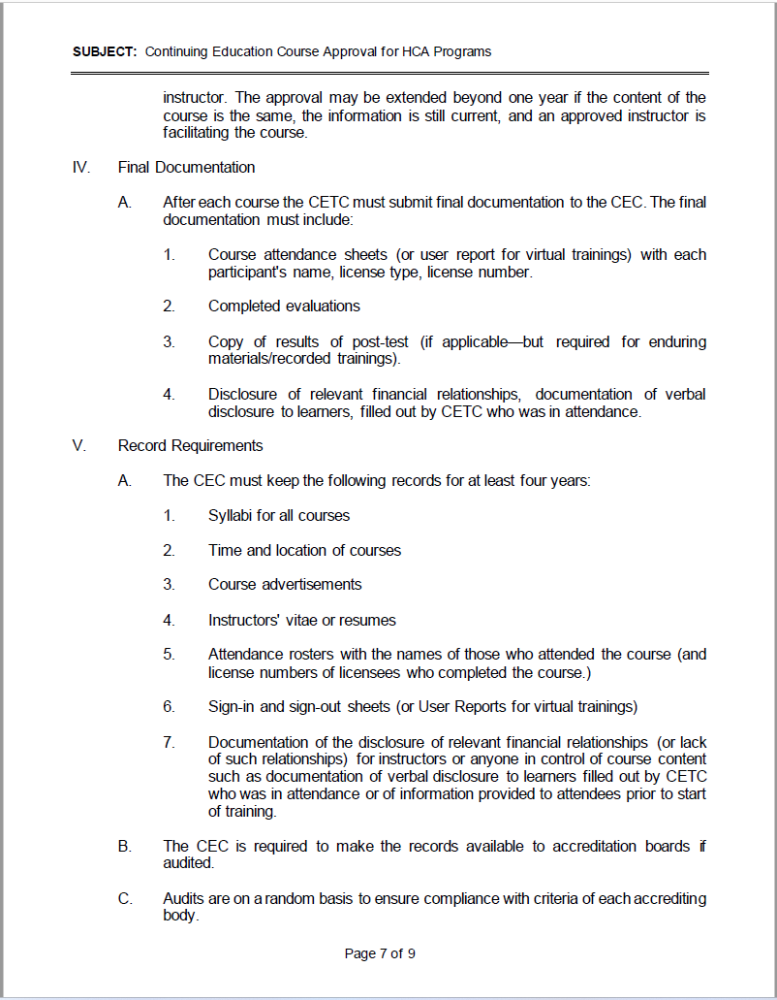 SUBJECT: Continuing Education Course Approval for HCA Programs
instructor. The approval may be extended beyond one year if the content of the
course is the same, the information is still current, and an approved instructor is
facilitating the course.
IV. Final Documentation
A. After each course the CETC must submit final documentation to the CEC. The final
documentation must include:
1. Course attendance sheets (or user report for virtual trainings) with each
participant's name, license type, license number.
2. Completed evaluations
3. Copy of results of post-test (if applicable—but required for enduring
materials/recorded trainings).
4. Disclosure of relevant financial relationships, documentation of verbal
disclosure to learners, filled out by CETC who was in attendance.
V. Record Requirements
A. The CEC must keep the following records for at least four years:
1. Syllabi for all courses
2. Time and location of courses
3. Course advertisements
4. Instructors' vitae or resumes
5. Attendance rosters with the names of those who attended the course (and
license numbers of licensees who completed the course.)
6. Sign-in and sign-out sheets (or User Reports for virtual trainings)
7. Documentation of the disclosure of relevant financial relationships (or lack
of such relationships) for instructors or anyone in control of course content
such as documentation of verbal disclosure to learners filled out by CETC
who was in attendance or of information provided to attendees prior to start
of training.
B. The CEC is required to make the records available to accreditation boards if
audited.
C. Audits are on a random basis to ensure compliance with criteria of each accrediting
body.
Page 7 of 9